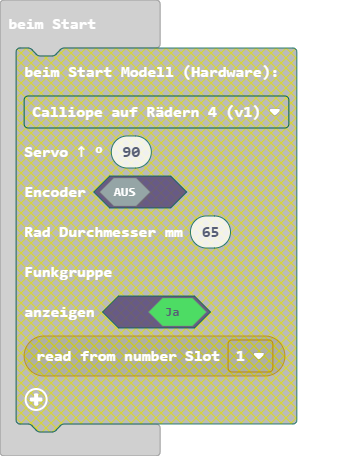 beim Start
beim Start Modell (Hardware):
Calliope auf Rädern 4 (v1)
Servo ↑ º 90
Encoder AUS
Rad Durchmesser mm 65
Funkgruppe
anzeigen Ja
read from number Slot 1